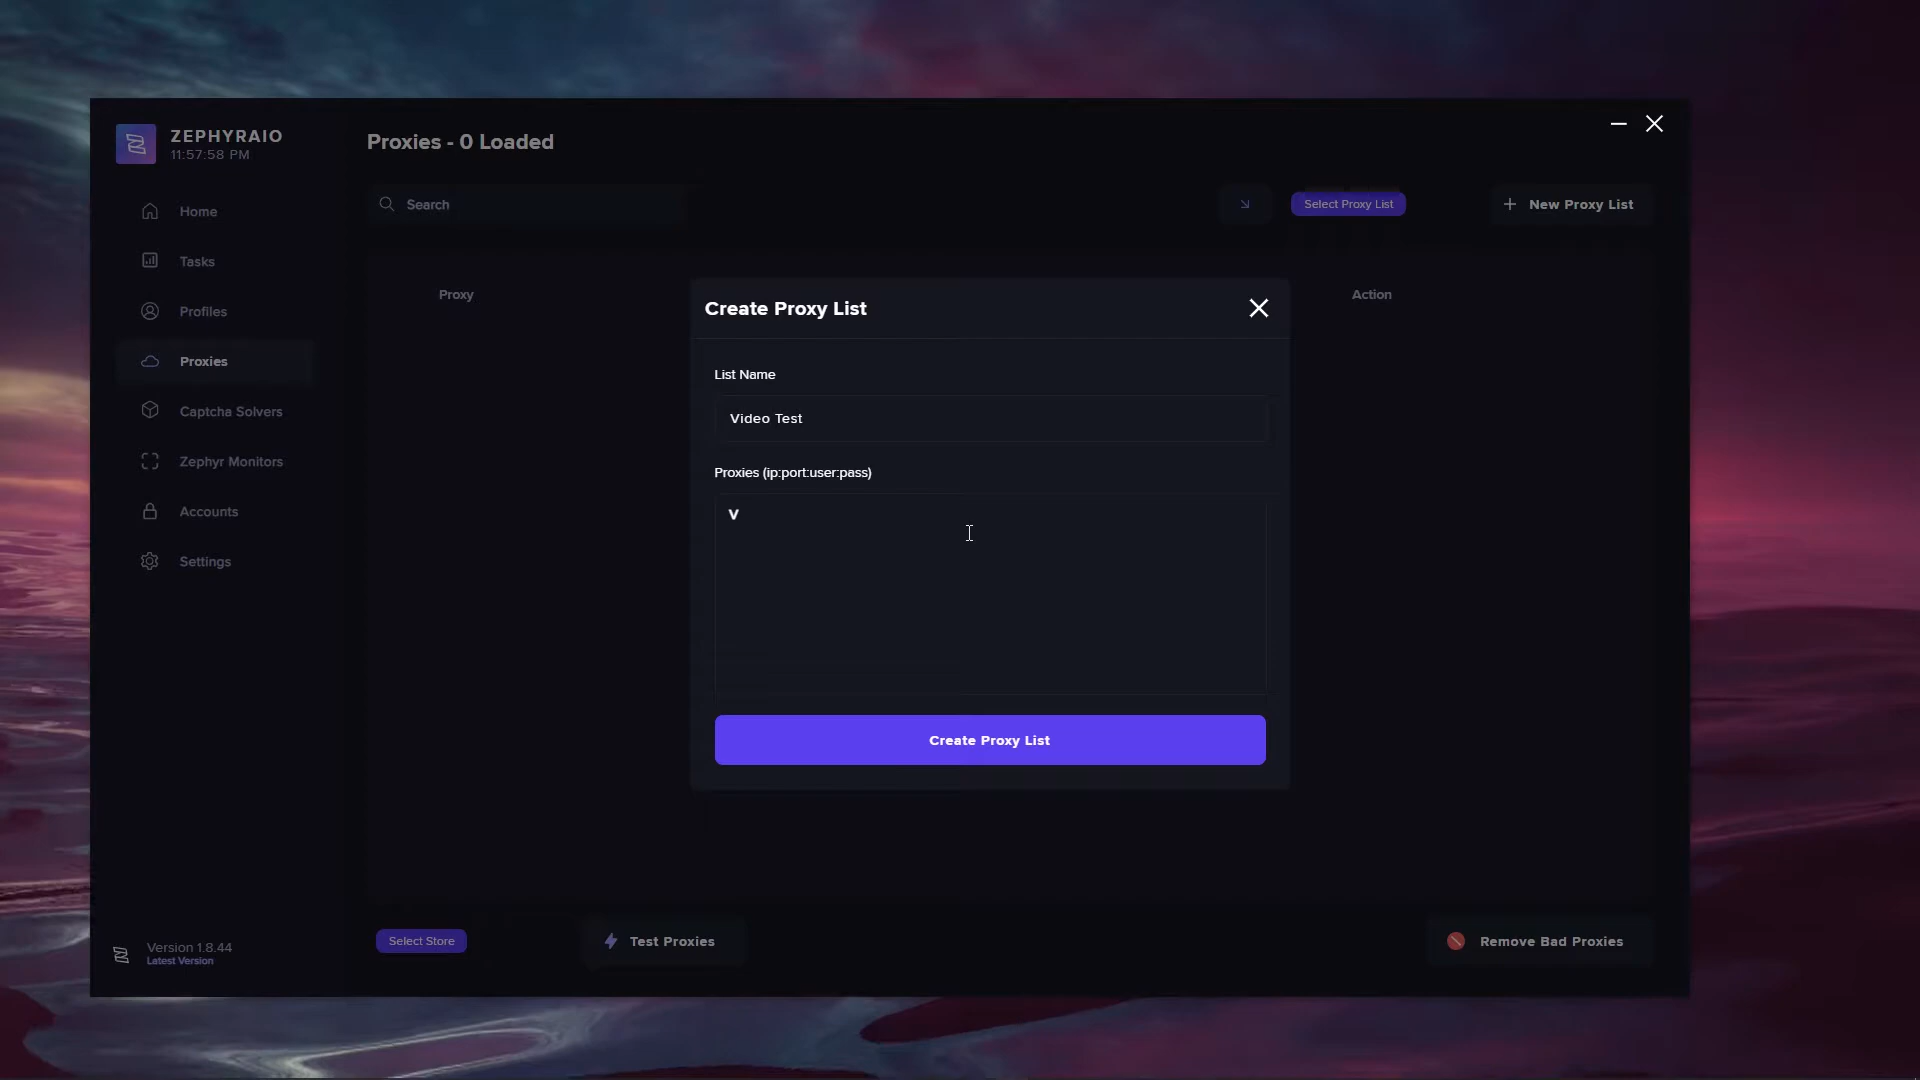 ZEPHYRAIO
11:57:58 PM
Home
Tasks
Profiles
Proxies
Captcha Solvers
Zephyr Monitors
Accounts
Settings
Version 1.8.44
Latest Version
Proxies - 0 Loaded
Search
Select Proxy List
New Proxy List
Proxy
Action
Create Proxy List
List Name
Video Test
Proxies (ip:port:user:pass)
V
Create Proxy List
Select Store
Test Proxies
Remove Bad Proxies